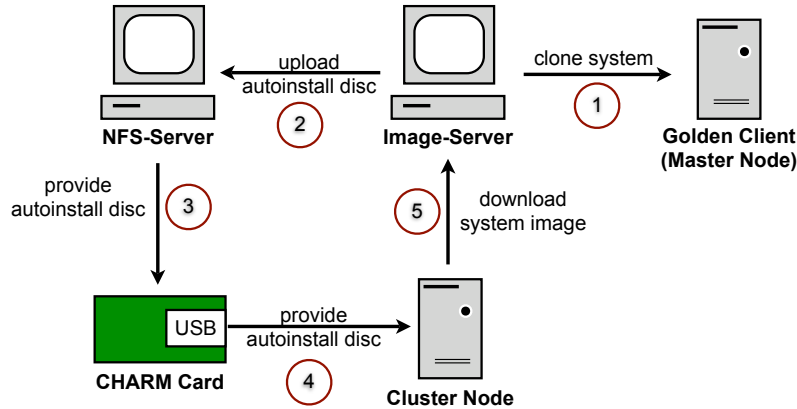 upload
autoinstall disc
2
clone system
1
NFS-Server
Image-Server
Golden Client
(Master Node)
provide
autoinstall disc
3
5
download
system image
USB
provide
autoinstall disc
4
CHARM Card
Cluster Node